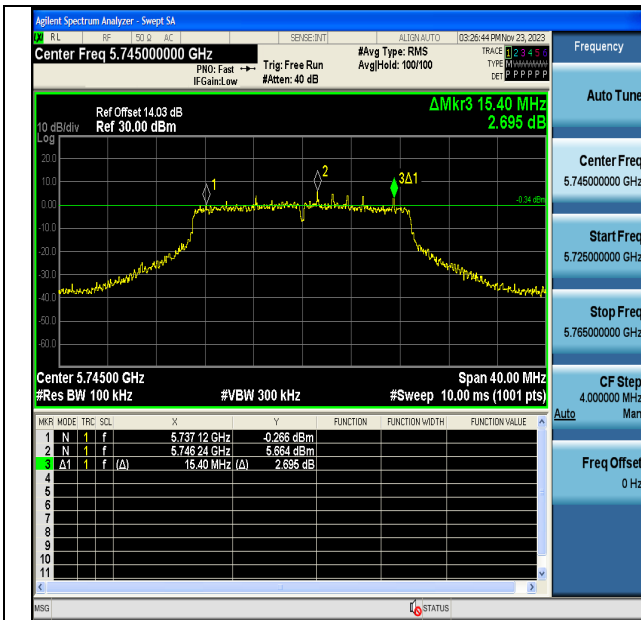 Agilent Spectrum Analyzer - Swept SA
RL RF 50 Ω AC SENSE:INT ALIGN AUTO 03:26:44 PM Nov 23, 2023
Center Freq 5.745000000 GHz
PNO: Fast
IFGain:Low
Trig: Free Run
#Atten: 40 dB
#Avg Type: RMS
Avg|Hold: 100/100
TRACE 1 2 3 4 5 6
TYPE M
DET P P P P P P
ΔMkr3 15.40 MHz
2.695 dB
Ref Offset 14.03 dB
10 dB/div Ref 30.00 dBm
Log
20.0
10.0
0.00
-10.0
-20.0
-30.0
-40.0
-50.0
-60.0
1
2
3Δ1
-0.34 dBm
Center 5.74500 GHz Span 40.00 MHz
#Res BW 100 kHz #VBW 300 kHz #Sweep 10.00 ms (1001 pts)
MKR MODE TRC SCL X Y FUNCTION FUNCTION WIDTH FUNCTION VALUE
1 N 1 f 5.737 12 GHz -0.266 dBm
2 N 1 f 5.746 24 GHz 5.664 dBm
3 Δ1 1 f (Δ) 15.40 MHz (Δ) 2.695 dB
4
5
6
7
8
9
10
11
MSG STATUS
Frequency
Auto Tune
Center Freq
5.745000000 GHz
Start Freq
5.725000000 GHz
Stop Freq
5.765000000 GHz
CF Step
4.000000 MHz
Auto Man
Freq Offset
0 Hz